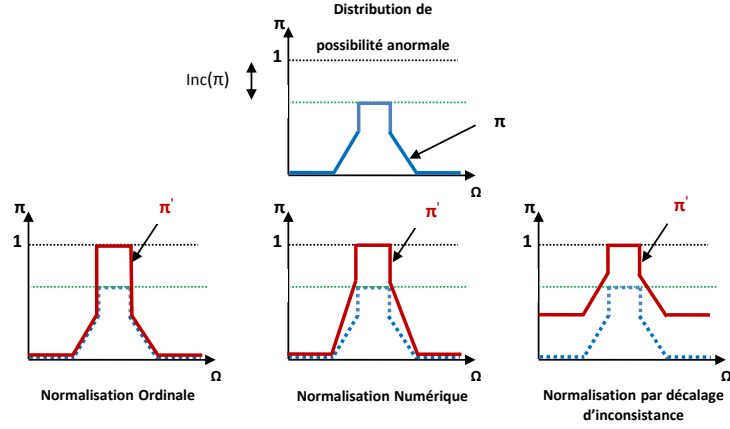 Distribution de
possibilité anormale
π
1
Inc(π)
π
Ω
π
1
π'
Ω
Normalisation Ordinale
π
1
π'
Ω
Normalisation Numérique
π
1
π'
Ω
Normalisation par décalage
d'inconsistance